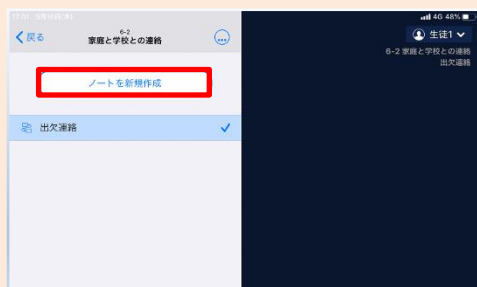 4G 48%
戻る
6-2
家庭と学校との連絡
生徒1
6-2 家庭と学校との連絡
出欠連絡
ノートを新規作成
出欠連絡